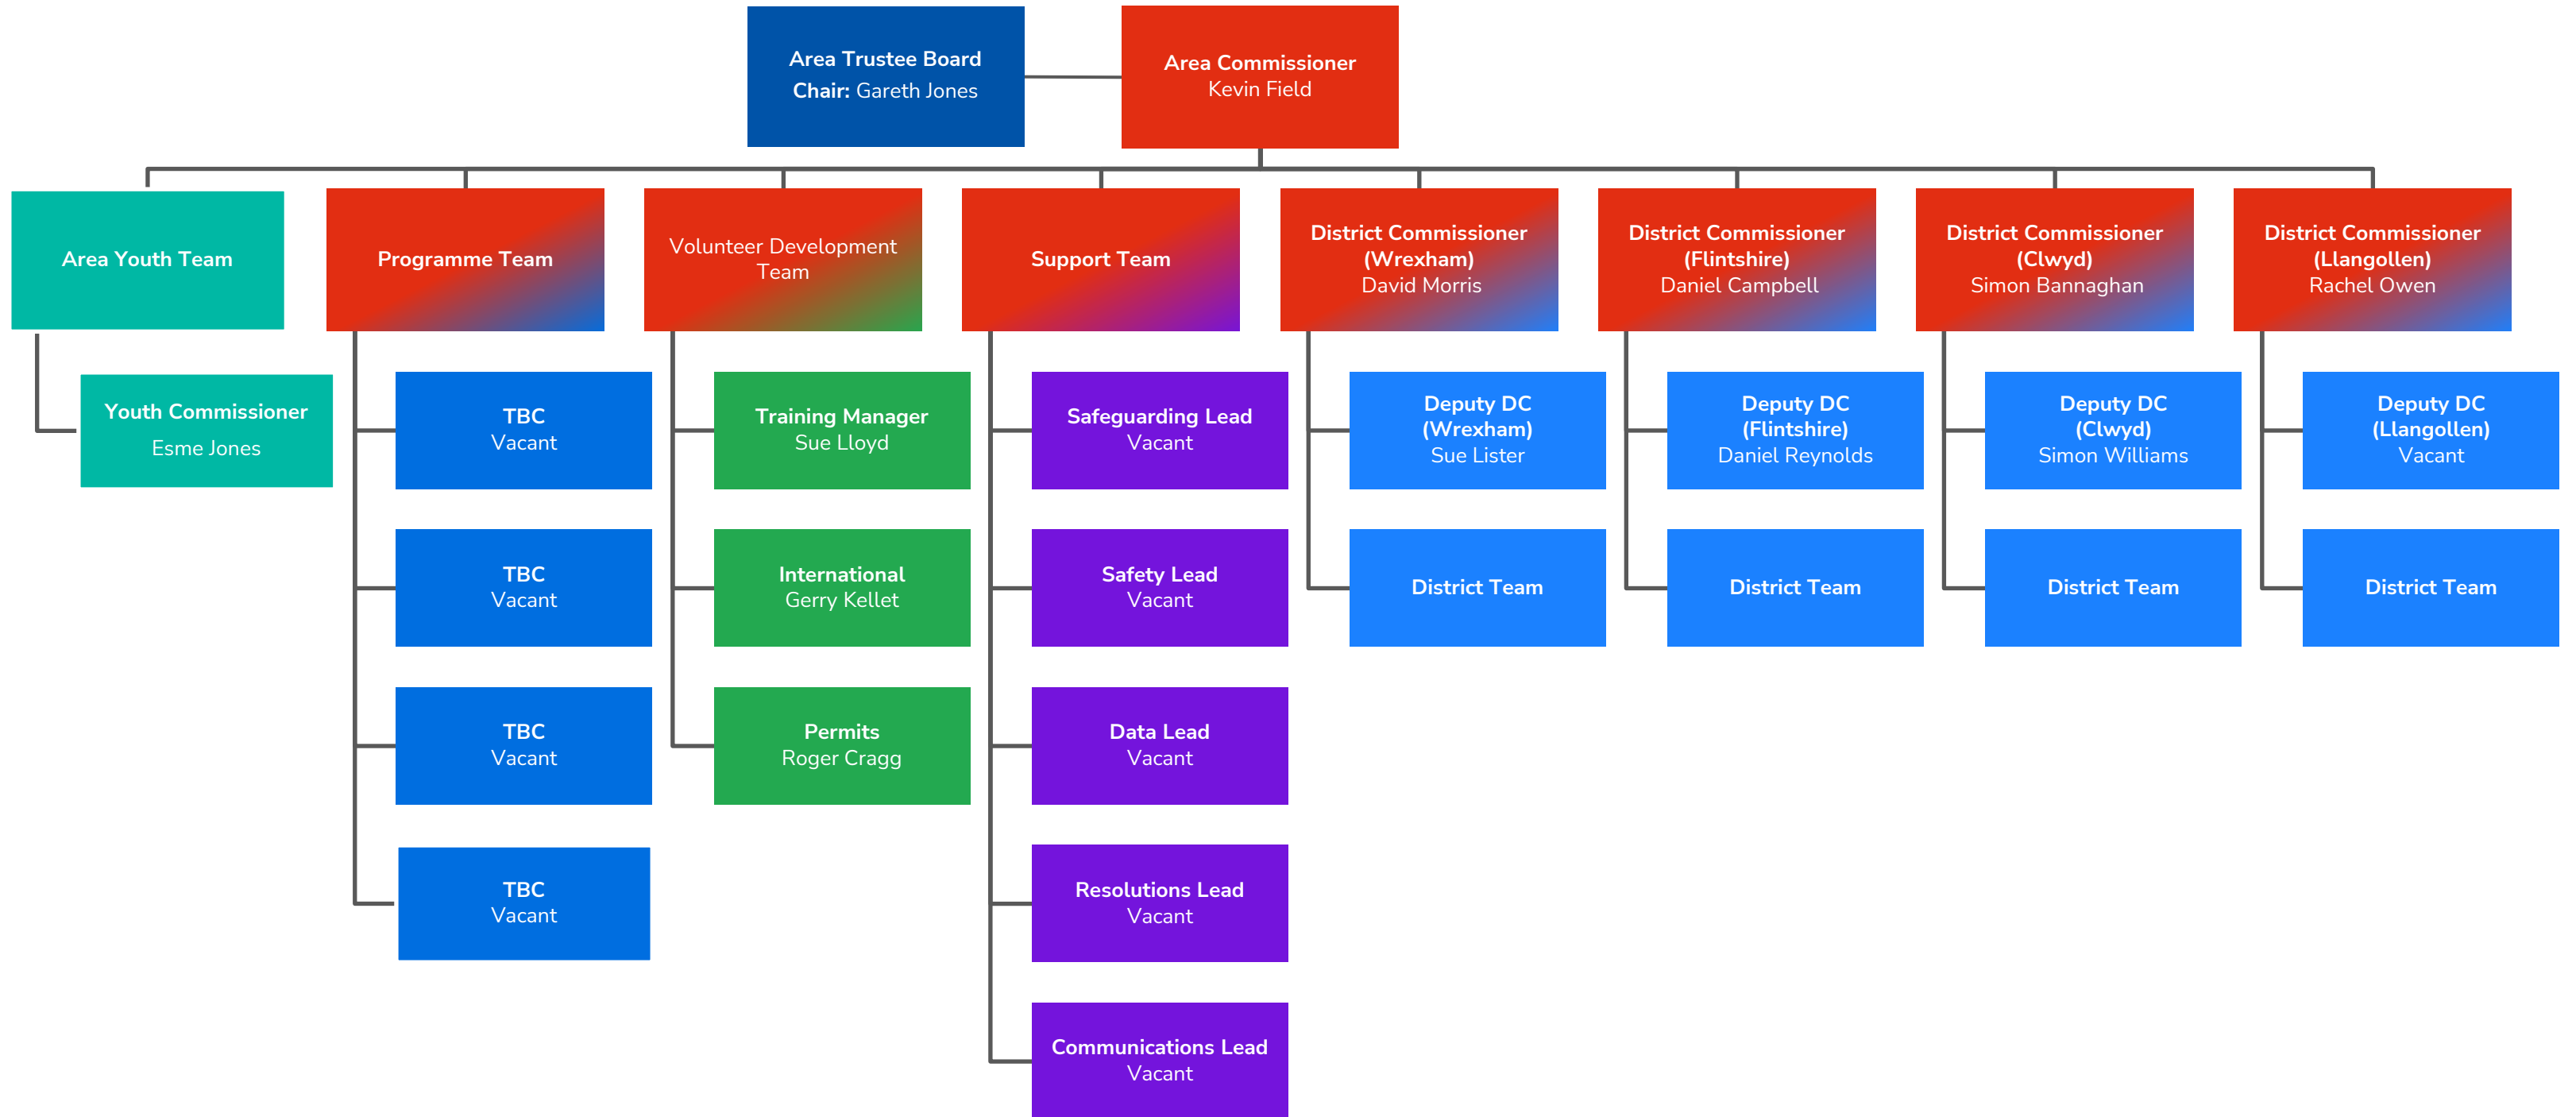 Area Trustee Board
Chair: Gareth Jones
Area Commissioner
Kevin Field
Area Youth Team
Programme Team
Volunteer Development
Team
Support Team
District Commissioner
(Wrexham)
David Morris
District Commissioner
(Flintshire)
Daniel Campbell
District Commissioner
(Clwyd)
Simon Bannaghan
District Commissioner
(Llangollen)
Rachel Owen
Youth Commissioner
Esme Jones
TBC
Vacant
Training Manager
Sue Lloyd
Safeguarding Lead
Vacant
Deputy DC
(Wrexham)
Sue Lister
Deputy DC
(Flintshire)
Daniel Reynolds
Deputy DC
(Clwyd)
Simon Williams
Deputy DC
(Llangollen)
Vacant
TBC
Vacant
International
Gerry Kellet
Safety Lead
Vacant
District Team
District Team
District Team
District Team
TBC
Vacant
Permits
Roger Cragg
Data Lead
Vacant
TBC
Vacant
Resolutions Lead
Vacant
Communications Lead
Vacant